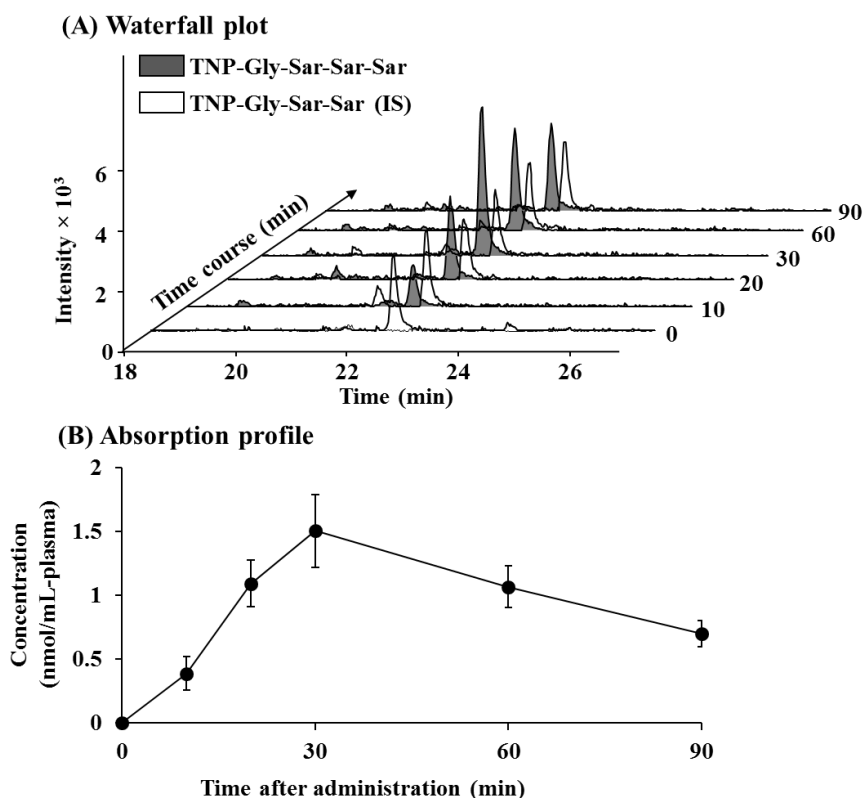 (A) Waterfall plot
TNP-Gly-Sar-Sar-Sar
TNP-Gly-Sar-Sar (IS)
Intensity × 10³
6
4
2
0
Time course (min)
90
60
30
20
10
0
18
20
22
24
26
Time (min)
(B) Absorption profile
Concentration
(nmol/mL-plasma)
2
1.5
1
0.5
0
0
30
60
90
Time after administration (min)